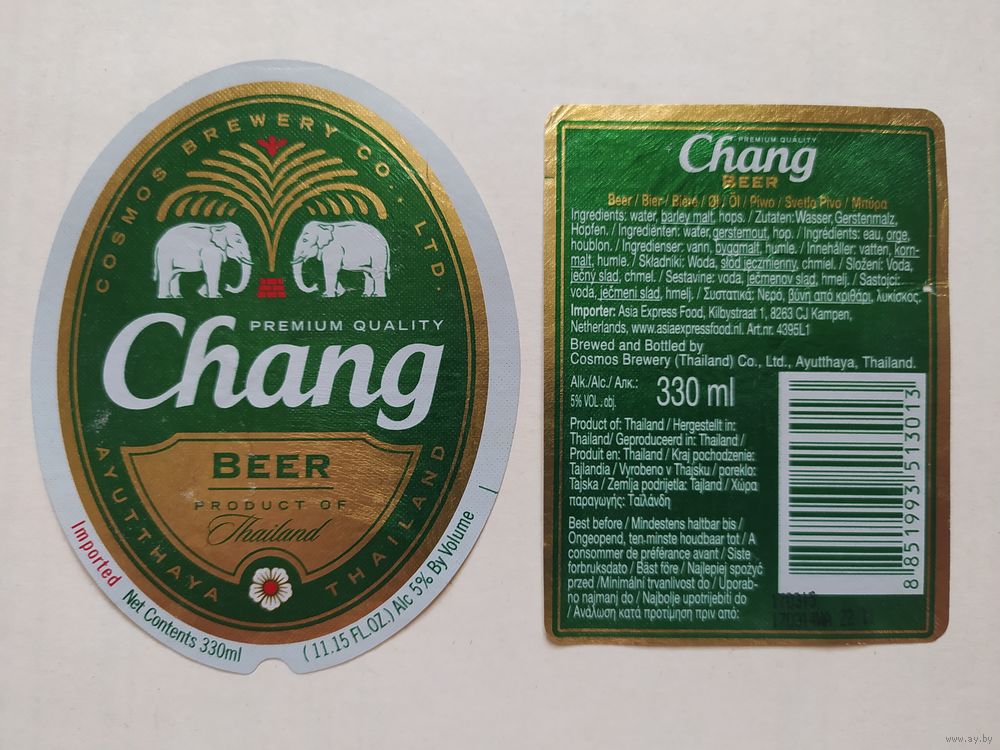 COSMOS BREWERY CO., LTD.
PREMIUM QUALITY
Chang
BEER
PRODUCT OF
Thailand
AYUTTHAYA THAILAND
Imported Net Contents 330ml (11.15 FL.OZ.) Alc 5% By Volume
PREMIUM QUALITY
Chang
BEER
Beer / Bier / Bière / Øl / Öl / Piwo / Svetlo Pivo / Μπύρα
Ingredients: water, barley malt, hops. / Zutaten: Wasser, Gerstenmalz,
Hopfen. / Ingrediënten: water, gerstemout, hop. / Ingrédients: eau, orge,
houblon. / Ingredienser: vann, byggmalt, humle. / Innehåller: vatten, korn-
malt, humle. / Składniki: Woda, słód jęczmienny, chmiel. / Složení: Voda,
ječný slad, chmel. / Sestavine: voda, ječmenov slad, hmelj. / Sastojci:
voda, ječmeni slad, hmelj. / Συστατικά: Νερό, βύνη από κριθάρι, λυκίσκος.
Importer: Asia Express Food, Kilbystraat 1, 8263 CJ Kampen,
Netherlands, www.asiaexpressfood.nl. Art.nr. 4395L1
Brewed and Bottled by
Cosmos Brewery (Thailand) Co., Ltd., Ayutthaya, Thailand.
Alk./Alc./ Αλκ.:
5% VOL. obj.
330 ml
Product of: Thailand / Hergestellt in:
Thailand/ Geproduceerd in: Thailand /
Produit en: Thailand / Kraj pochodzenie:
Tajlandia / Vyrobeno v Thajsku / poreklo:
Tajska / Zemlja podrijetla: Tajland / Χώρα
παραγωγής: Ταϊλάνδη
Best before / Mindestens haltbar bis /
Ongeopend, ten minste houdbaar tot / A
consommer de préférance avant / Siste
forbruksdato / Bäst före / Najlepiej spożyć
przed /Minimální trvanlivost do / Uporab-
no najmanj do / Najbolje upotrijebiti do
/ Ανάλωση κατά προτίμηση πριν από:
8 851993 513013
www.ay.by